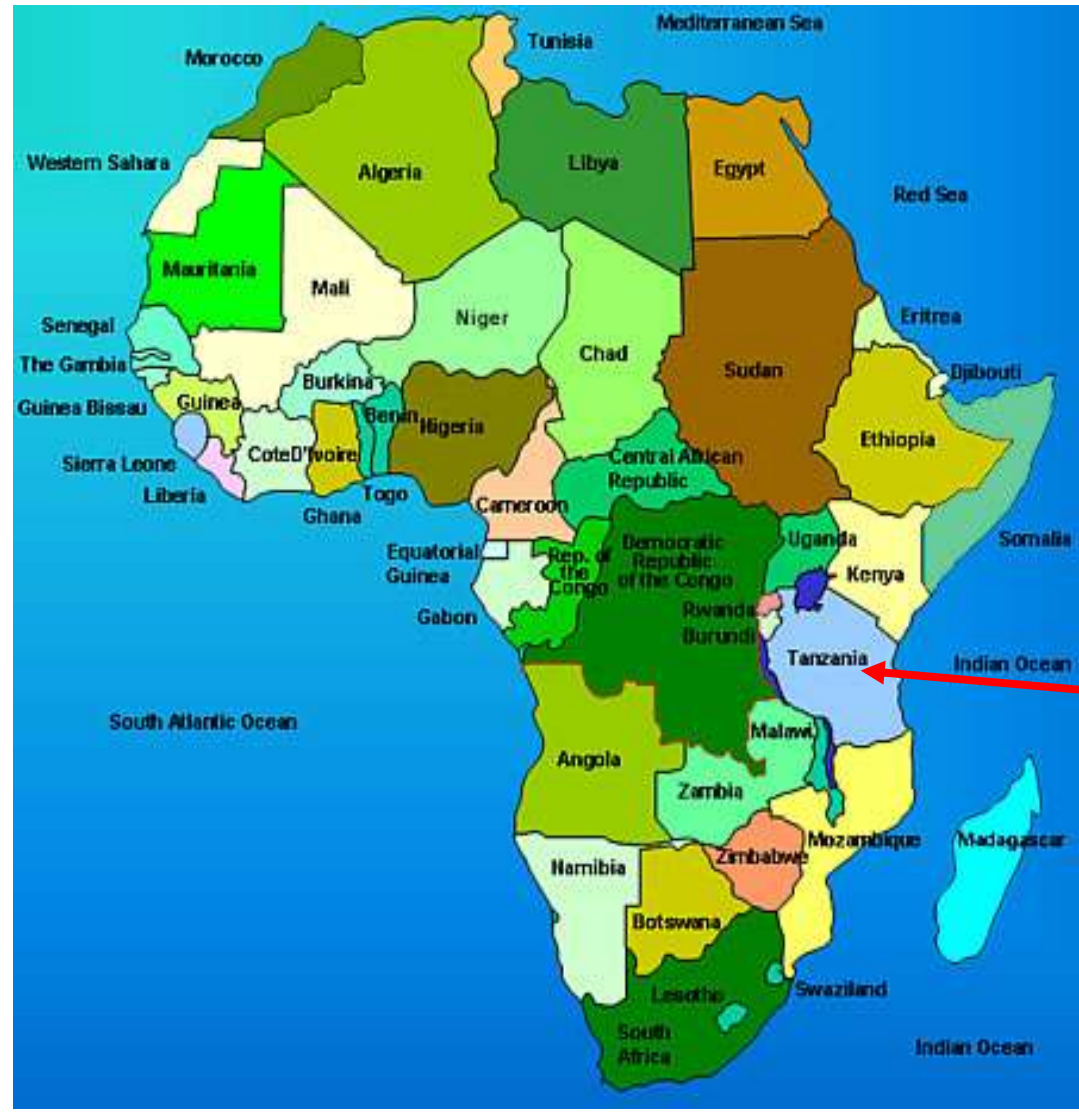 Mediterranean Sea
Tunisia
Morocco
Western Sahara
Algeria
Libya
Egypt
Red Sea
Mauritania
Mali
Niger
Senegal
Eritrea
Chad
The Gambia
Sudan
Djibouti
Burkina
Guinea
Guinea Bissau
Benin
Nigeria
Ethiopia
CoteD'Ivoire
Sierra Leone
Central African
Republic
Liberia
Togo
Ghana
Cameroon
Somalia
Uganda
Democratic
Republic
of the Congo
Equatorial
Guinea
Rep. of
the
Congo
Kenya
Gabon
Rwanda
Burundi
Tanzania
Indian Ocean
South Atlantic Ocean
Malawi
Angola
Zambia
Mozambique
Madagascar
Zimbabwe
Namibia
Botswana
Swaziland
Lesotho
South
Africa
Indian Ocean